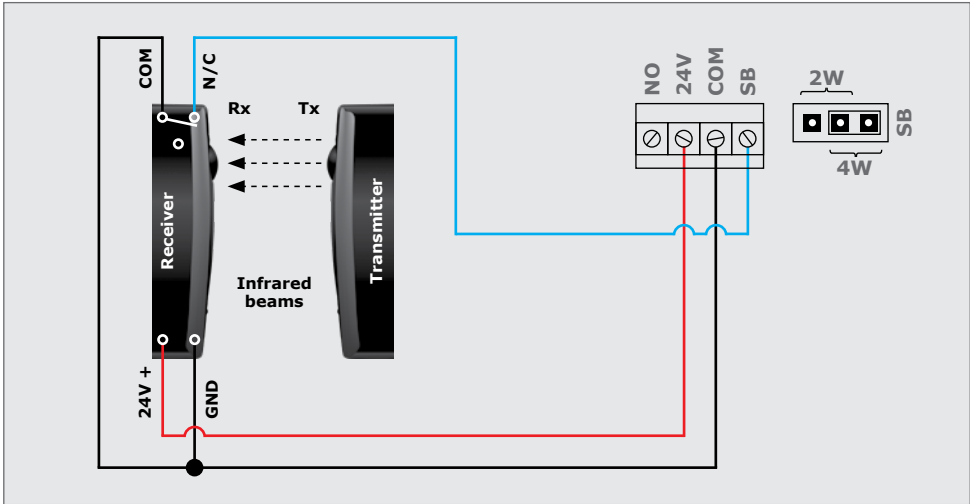 COM
N/C
Rx
Tx
Receiver
Transmitter
Infrared
beams
24V +
GND
NO
24V
COM
SB
2W
4W
SB